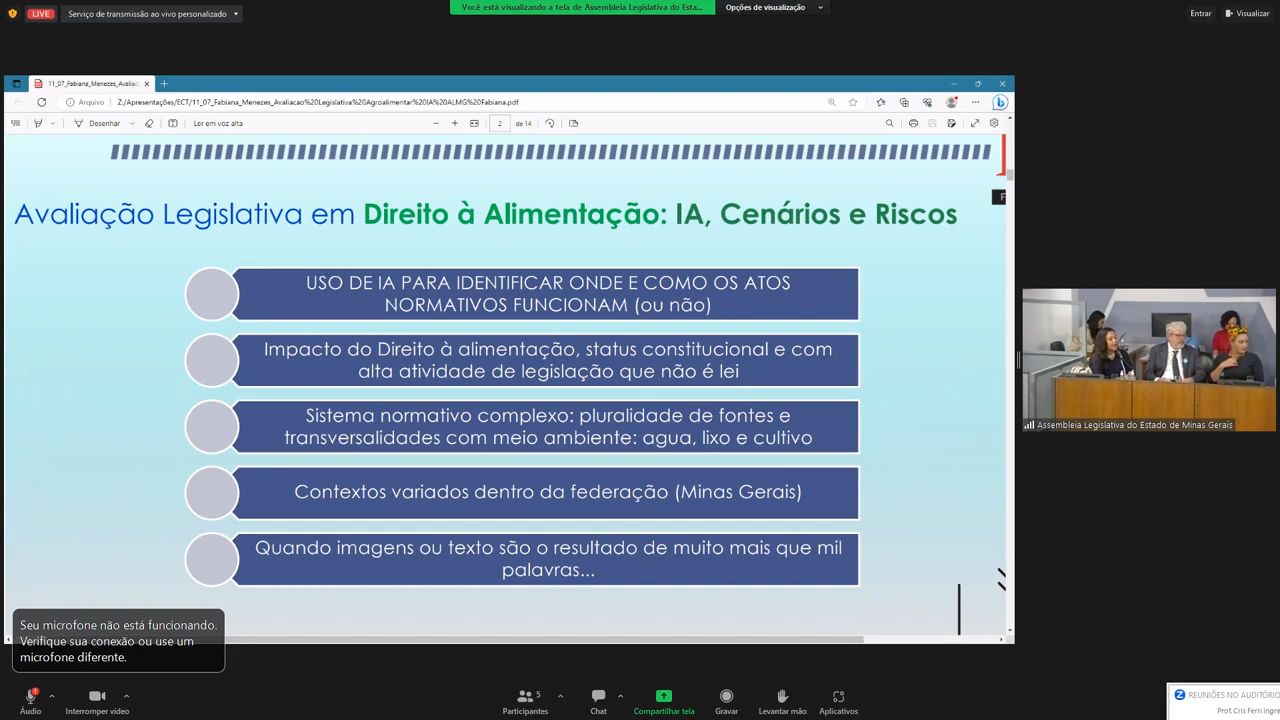 LIVE
Serviço de transmissão ao vivo personalizado
Você está visualizando a tela de Assembleia Legislativa do Esta...
Opções de visualização
Entrar
Visualizar
11_07_Fabiana_Menezes_Avaliac
Arquivo
Z:/Apresentações/ECT/11_07_Fabiana_Menezes_Avaliacao%20Legislativa%20Agroalimentar%20IA%20ALMG%20Fabiana.pdf
Desenhar
Ler em voz alta
2
de 14
Avaliação Legislativa em Direito à Alimentação: IA, Cenários e Riscos
USO DE IA PARA IDENTIFICAR ONDE E COMO OS ATOS
NORMATIVOS FUNCIONAM (ou não)
Impacto do Direito à alimentação, status constitucional e com
alta atividade de legislação que não é lei
Sistema normativo complexo: pluralidade de fontes e
transversalidades com meio ambiente: agua, lixo e cultivo
Contextos variados dentro da federação (Minas Gerais)
Quando imagens ou texto são o resultado de muito mais que mil
palavras...
Assembleia Legislativa do Estado de Minas Gerais
Seu microfone não está funcionando.
Verifique sua conexão ou use um
microfone diferente.
Áudio
Interromper vídeo
Participantes
5
Chat
Compartilhar tela
Gravar
Levantar mão
Aplicativos
REUNIÕES NO AUDITÓRIO
Prof. Cris Ferri ingre